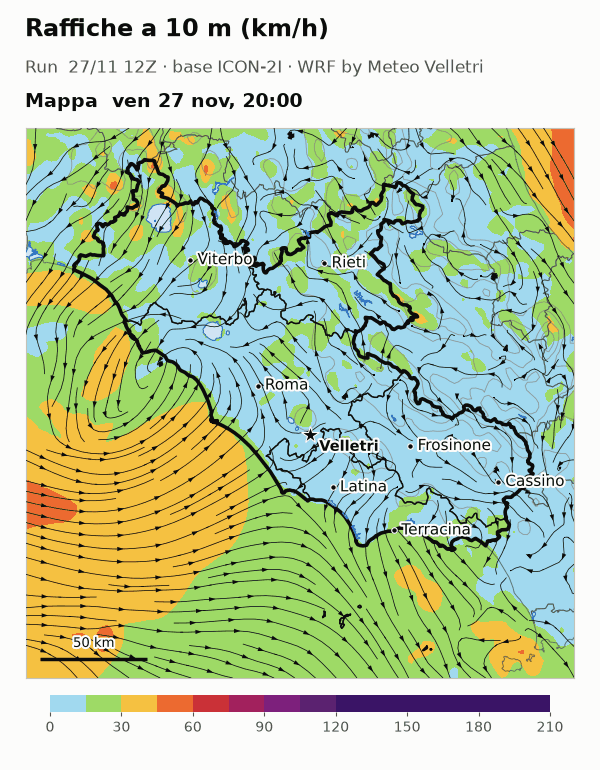 Raffiche a 10 m (km/h)
Run  27/11 12Z · base ICON-2I · WRF by Meteo Velletri
Mappa  ven 27 nov, 20:00
Viterbo
Rieti
Roma
Velletri
Frosinone
Cassino
Latina
Terracina
50 km
0 30 60 90 120 150 180 210